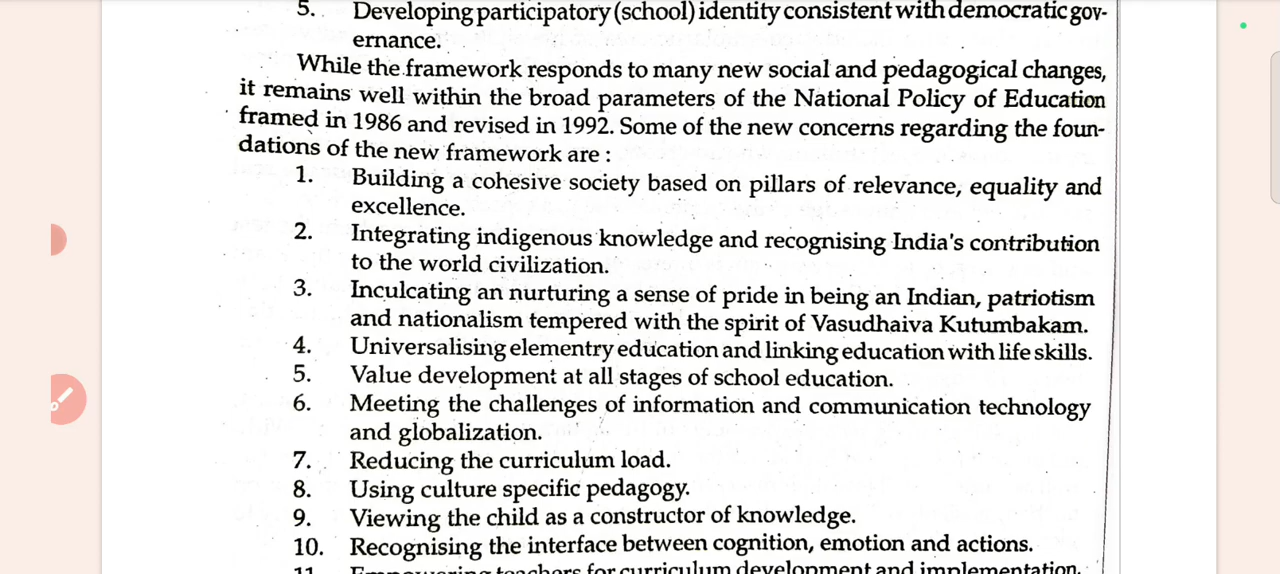 5. Developing participatory (school) identity consistent with democratic gov-
ernance.
While the framework responds to many new social and pedagogical changes,
it remains well within the broad parameters of the National Policy of Education
framed in 1986 and revised in 1992. Some of the new concerns regarding the foun-
dations of the new framework are :
1. Building a cohesive society based on pillars of relevance, equality and
excellence.
2. Integrating indigenous knowledge and recognising India's contribution
to the world civilization.
3. Inculcating an nurturing a sense of pride in being an Indian, patriotism
and nationalism tempered with the spirit of Vasudhaiva Kutumbakam.
4. Universalising elementry education and linking education with life skills.
5. Value development at all stages of school education.
6. Meeting the challenges of information and communication technology
and globalization.
7. Reducing the curriculum load.
8. Using culture specific pedagogy.
9. Viewing the child as a constructor of knowledge.
10. Recognising the interface between cognition, emotion and actions.
11. Empowering teachers for curriculum development and implementation.